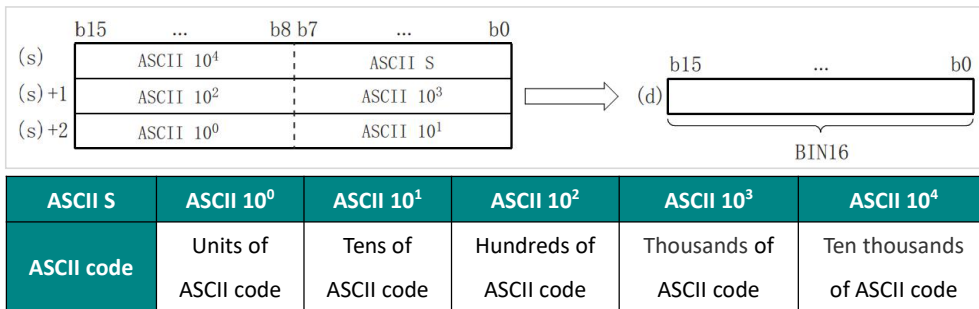 b15 ... b8 b7 ... b0
(s) ASCII 10⁴ ASCII S
(s)+1 ASCII 10² ASCII 10³
(s)+2 ASCII 10⁰ ASCII 10¹
b15 ... b0
(d)
BIN16
ASCII S ASCII 10⁰ ASCII 10¹ ASCII 10² ASCII 10³ ASCII 10⁴
ASCII code Units of ASCII code Tens of ASCII code Hundreds of ASCII code Thousands of ASCII code Ten thousands of ASCII code